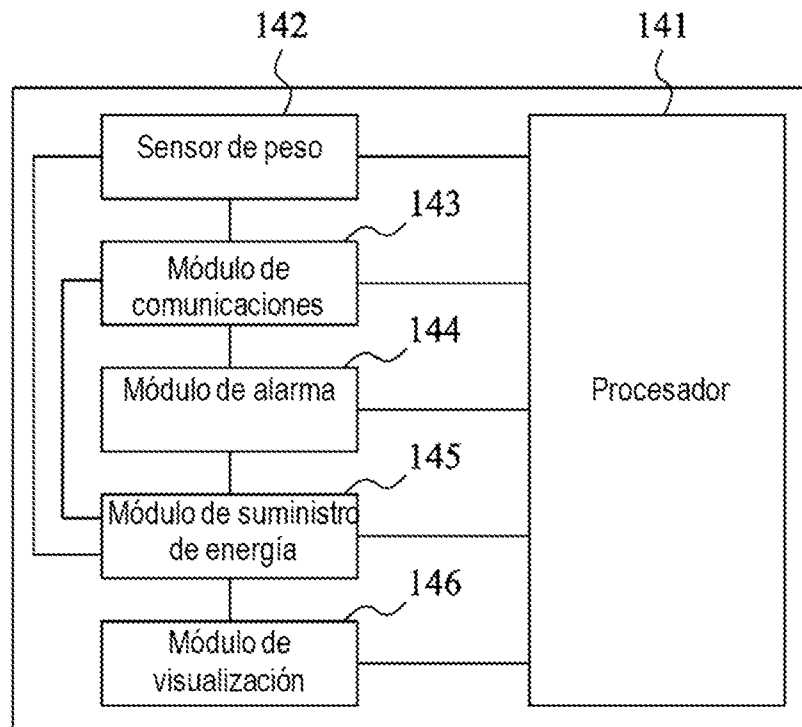 142
141
Sensor de peso
143
Módulo de
comunicaciones
144
Módulo de alarma
Procesador
145
Módulo de suministro
de energía
146
Módulo de
visualización